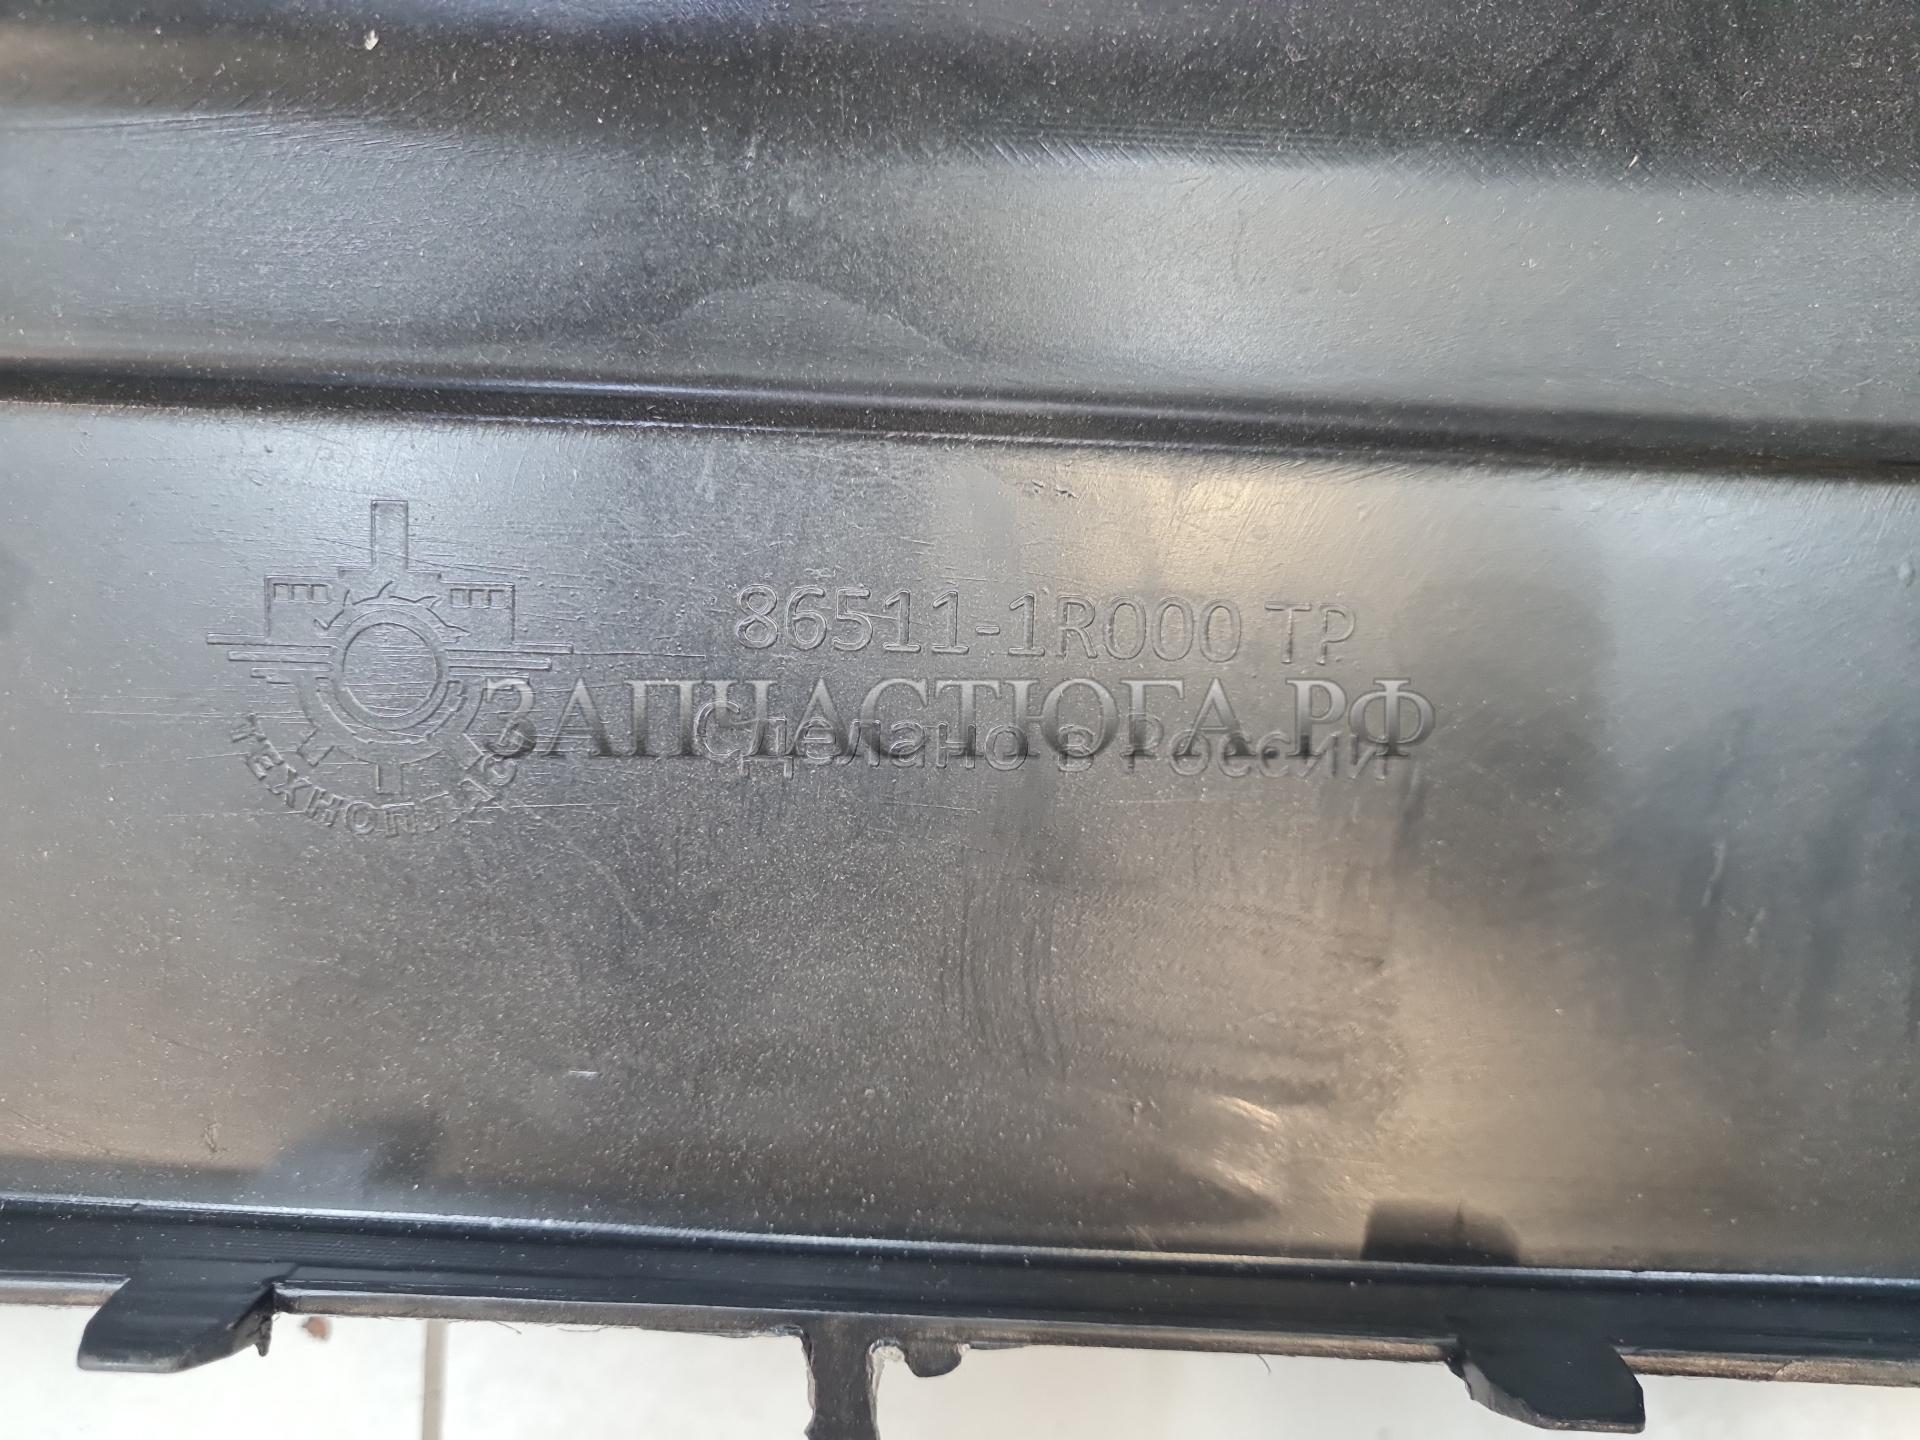 86511-1R000 TP
ЗАПЧАСТЮГА.РФ
Сделано в России
ТЕХНОПЛАСТ